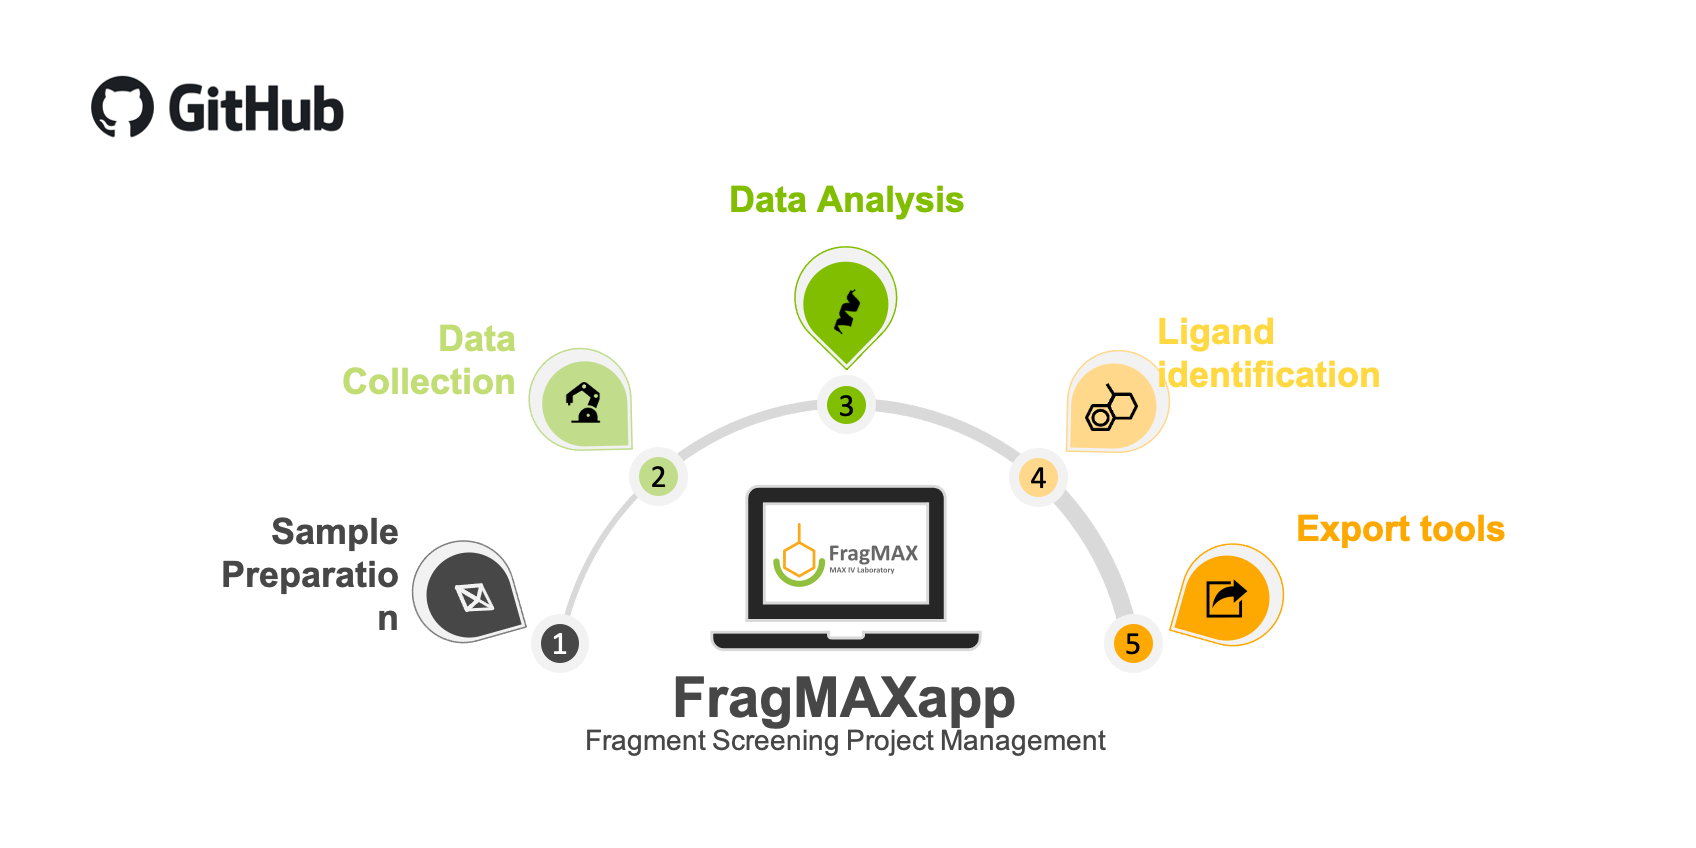 GitHub
Data Analysis
Data
Collection
Ligand
identification
Sample
Preparatio
n
Export tools
3
2
4
1
5
FragMAX
MAX IV Laboratory
FragMAXapp
Fragment Screening Project Management